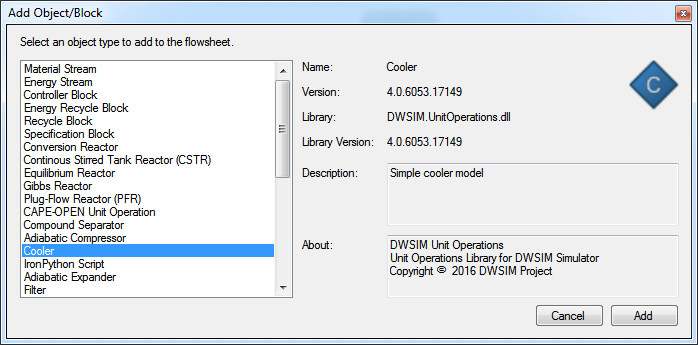 Add Object/Block
Select an object type to add to the flowsheet.
Material Stream
Energy Stream
Controller Block
Energy Recycle Block
Recycle Block
Specification Block
Conversion Reactor
Continous Stirred Tank Reactor (CSTR)
Equilibrium Reactor
Gibbs Reactor
Plug-Flow Reactor (PFR)
CAPE-OPEN Unit Operation
Compound Separator
Adiabatic Compressor
Cooler
IronPython Script
Adiabatic Expander
Filter
Name: Cooler
Version: 4.0.6053.17149
Library: DWSIM.UnitOperations.dll
Library Version: 4.0.6053.17149
C
Description: Simple cooler model
About: DWSIM Unit Operations
Unit Operations Library for DWSIM Simulator
Copyright © 2016 DWSIM Project
Cancel Add